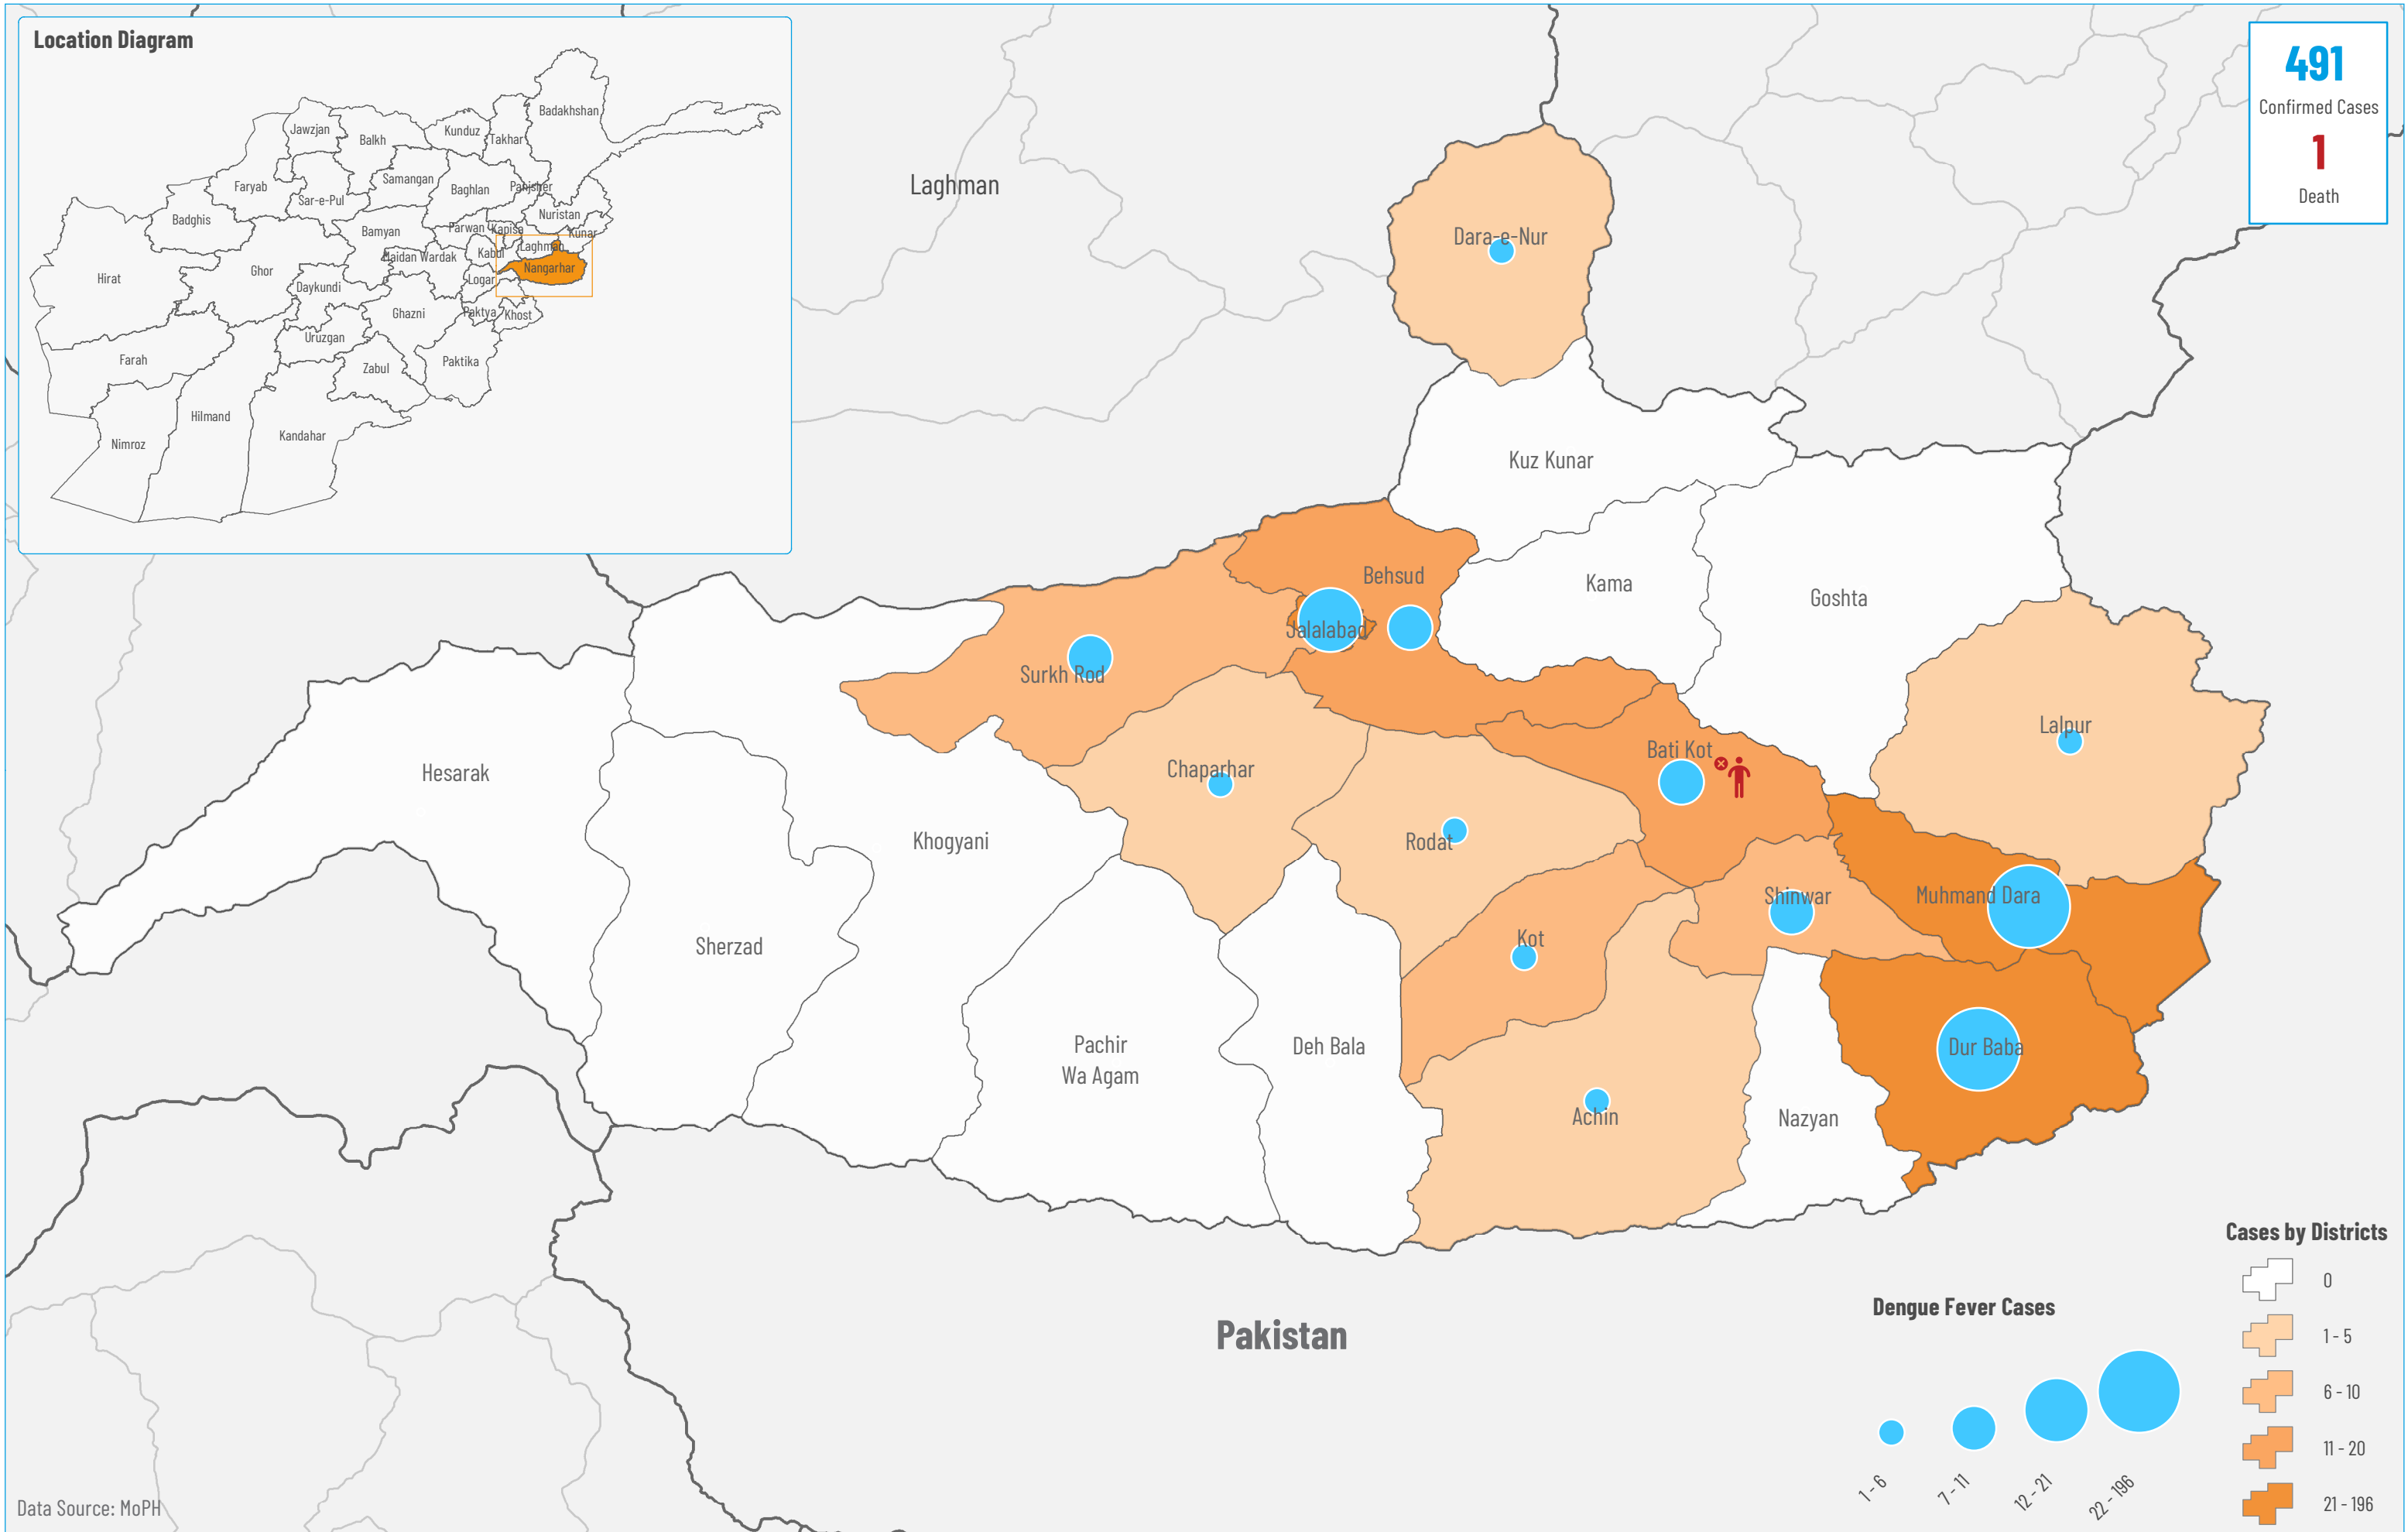 Location Diagram
Badakhshan
Jawzjan
Balkh
Kunduz
Takhar
Faryab
Samangan
Baghlan
Panjsher
Sar-e-Pul
Badghis
Nuristan
Bamyan
Parwan
Kapisa
Kunar
Laghman
Kabul
Maidan Wardak
Nangarhar
Hirat
Ghor
Logar
Daykundi
Ghazni
Paktya
Khost
Uruzgan
Farah
Zabul
Paktika
Hilmand
Kandahar
Nimroz
491
Confirmed Cases
1
Death
Laghman
Dara-e-Nur
Kuz Kunar
Behsud
Kama
Goshta
Jalalabad
Surkh Rod
Lalpur
Bati Kot
Chaparhar
Hesarak
Khogyani
Rodat
Muhmand Dara
Shinwar
Kot
Sherzad
Pachir
Wa Agam
Deh Bala
Dur Baba
Achin
Nazyan
Pakistan
Cases by Districts
0
1 - 5
6 - 10
11 - 20
21 - 196
Dengue Fever Cases
1 - 6
7 - 11
12 - 21
22 - 196
Data Source: MoPH